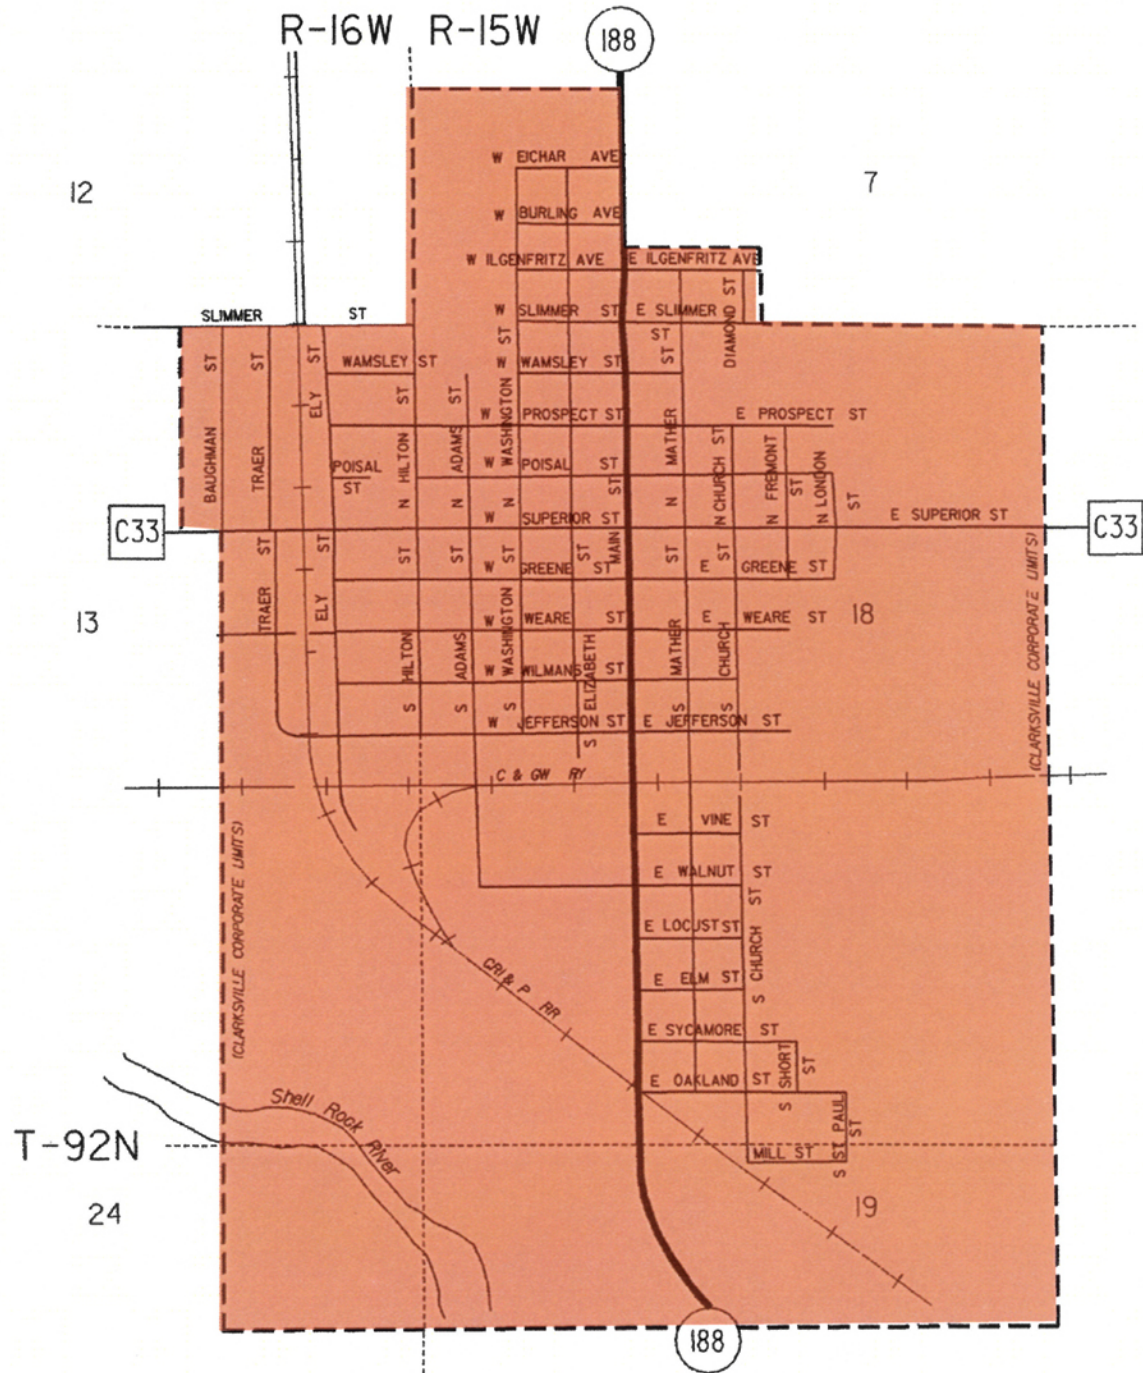 R-16W R-15W
188
12
7
W EICHAR AVE
W BURLING AVE
W ILGENFRITZ AVE E ILGENFRITZ AVE
SLIMMER ST
W SLIMMER ST E SLIMMER ST
DIAMOND ST
WAMSLEY ST
W WAMSLEY ST
BAUGHMAN ST
TRAER ST
ELY ST
N HILTON ST
N ADAMS ST
N WASHINGTON ST
W PROSPECT ST
E PROSPECT ST
N MATHER ST
N CHURCH ST
N FREMONT ST
N LONDON ST
POISAL ST
W POISAL ST
MAIN ST
C33
W SUPERIOR ST
E SUPERIOR ST
C33
TRAER ST
ELY ST
W GREENE ST
E GREENE ST
13
W WEARE ST
E WEARE ST
18
S HILTON ST
S ADAMS ST
S WASHINGTON ST
S ELIZABETH ST
S MATHER ST
S CHURCH ST
W WILMANS ST
W JEFFERSON ST E JEFFERSON ST
(CLARKSVILLE CORPORATE LIMITS)
C & GW RY
E VINE ST
E WALNUT ST
E LOCUST ST
E ELM ST
S CHURCH ST
(CLARKSVILLE CORPORATE LIMITS)
CRI & P RR
E SYCAMORE ST
S SHORT ST
E OAKLAND ST
Shell Rock River
S ST PAUL ST
T-92N
MILL ST
24
19
188